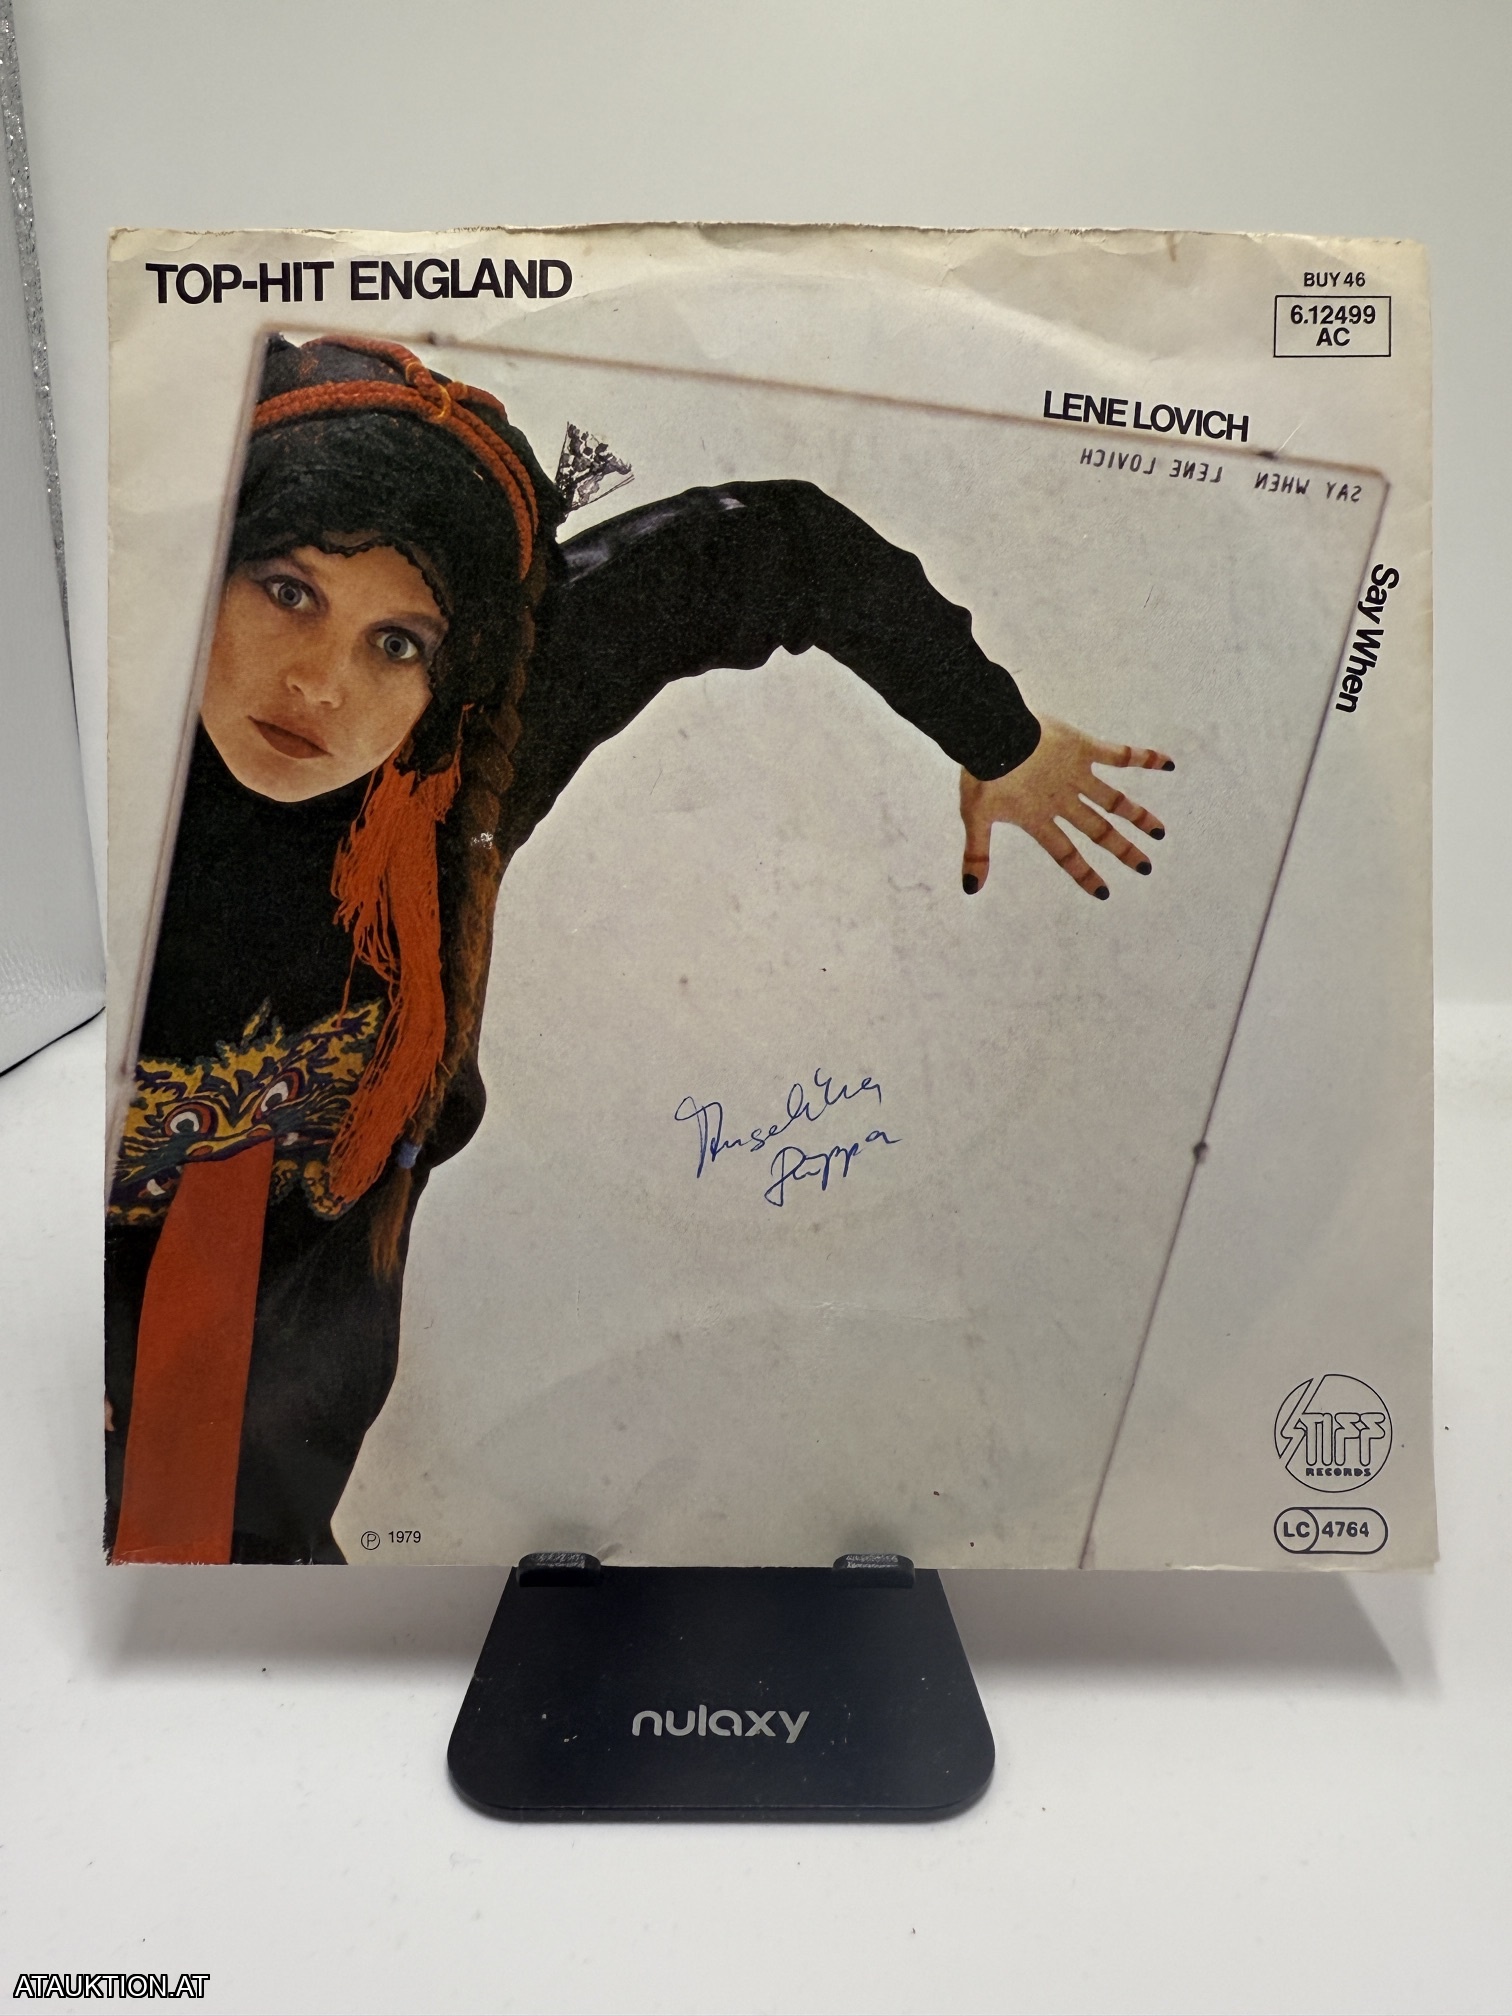 TOP-HIT ENGLAND
BUY 46
6.12499
AC
LENE LOVICH
SAY WHEN LENE LOVICH
Say When
Angelika
STIFF
RECORDS
LC 4764
℗ 1979
nulaxy
ATAUKTION.AT